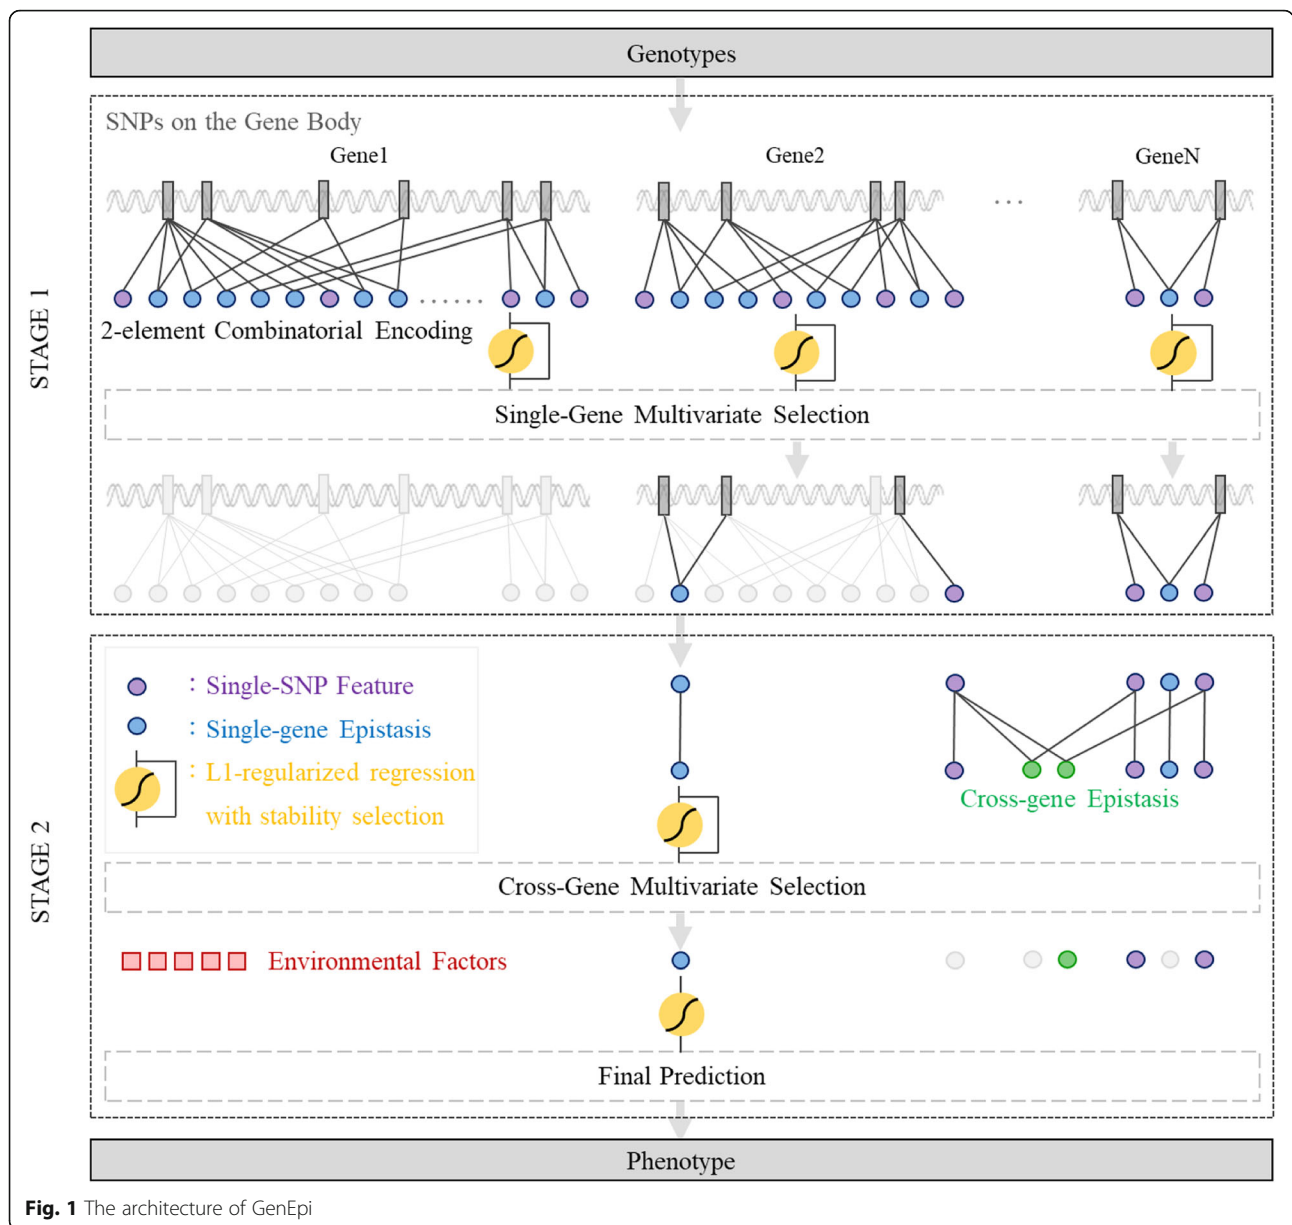 Genotypes
SNPs on the Gene Body
Gene1
Gene2
GeneN
...
STAGE 1
2-element Combinatorial Encoding
Single-Gene Multivariate Selection
STAGE 2
: Single-SNP Feature
: Single-gene Epistasis
: L1-regularized regression
with stability selection
Cross-gene Epistasis
Cross-Gene Multivariate Selection
Environmental Factors
Final Prediction
Phenotype
Fig. 1 The architecture of GenEpi